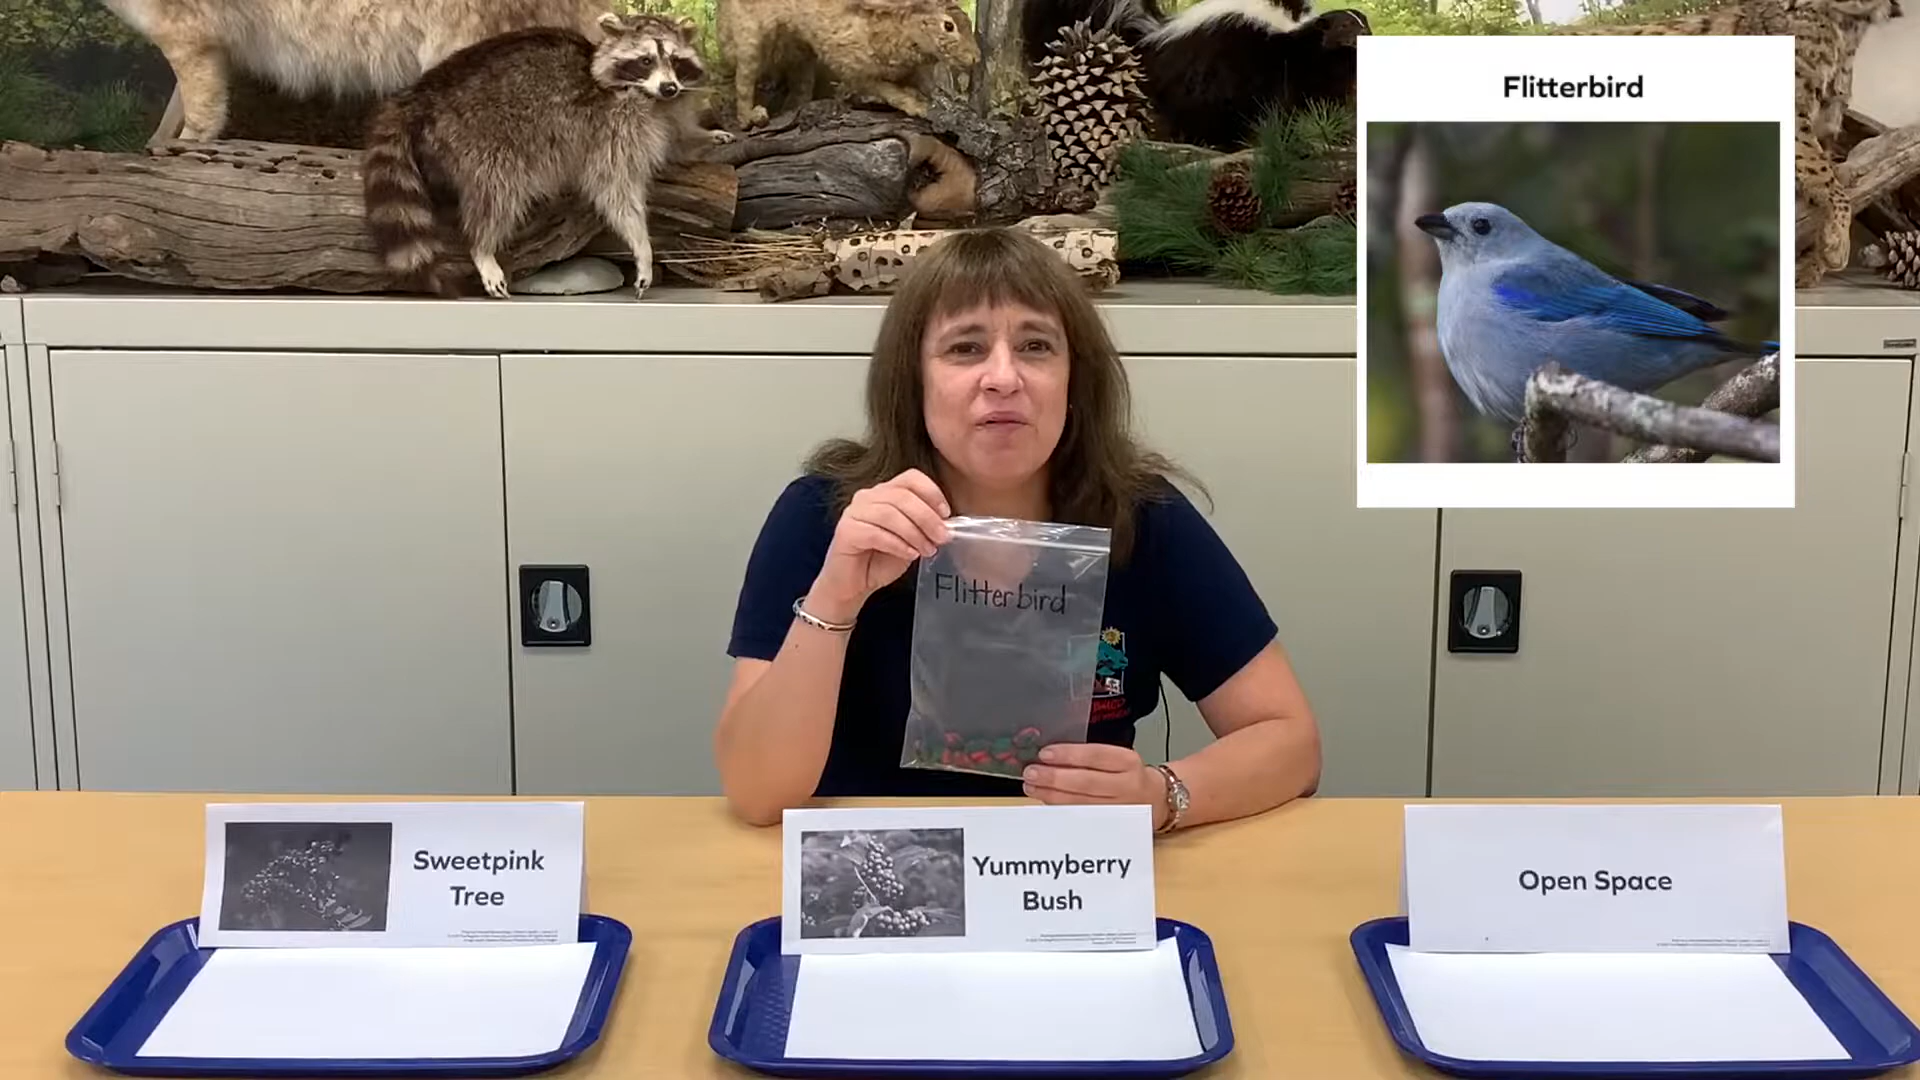 Flitterbird
Flitterbird
Sweetpink
Tree
Yummyberry
Bush
Open Space